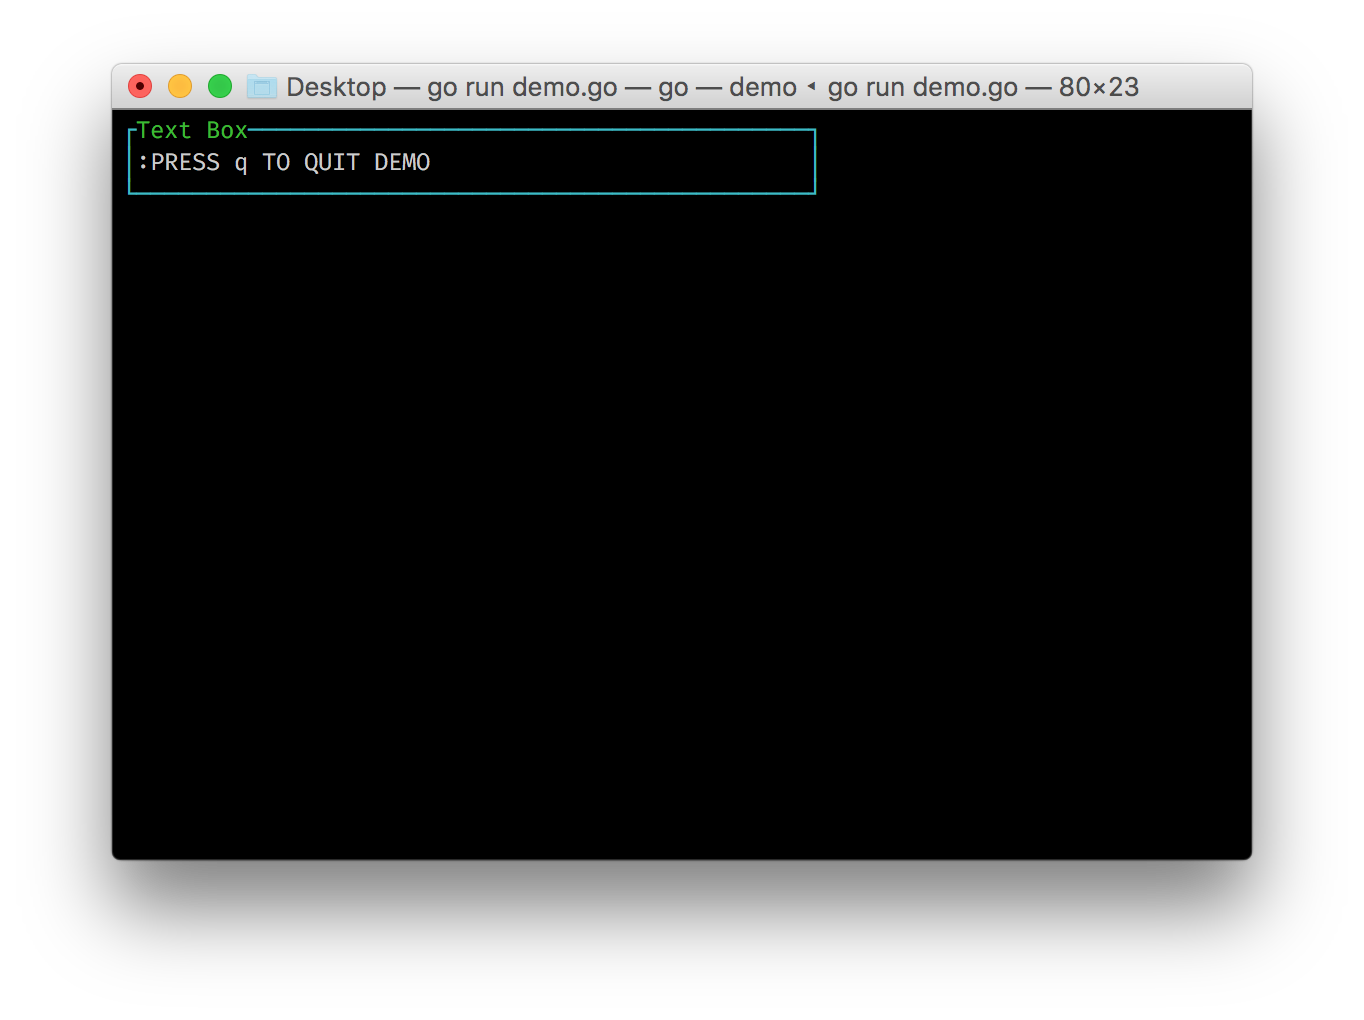 Desktop — go run demo.go — go — demo ◂ go run demo.go — 80×23
Text Box
:PRESS q TO QUIT DEMO